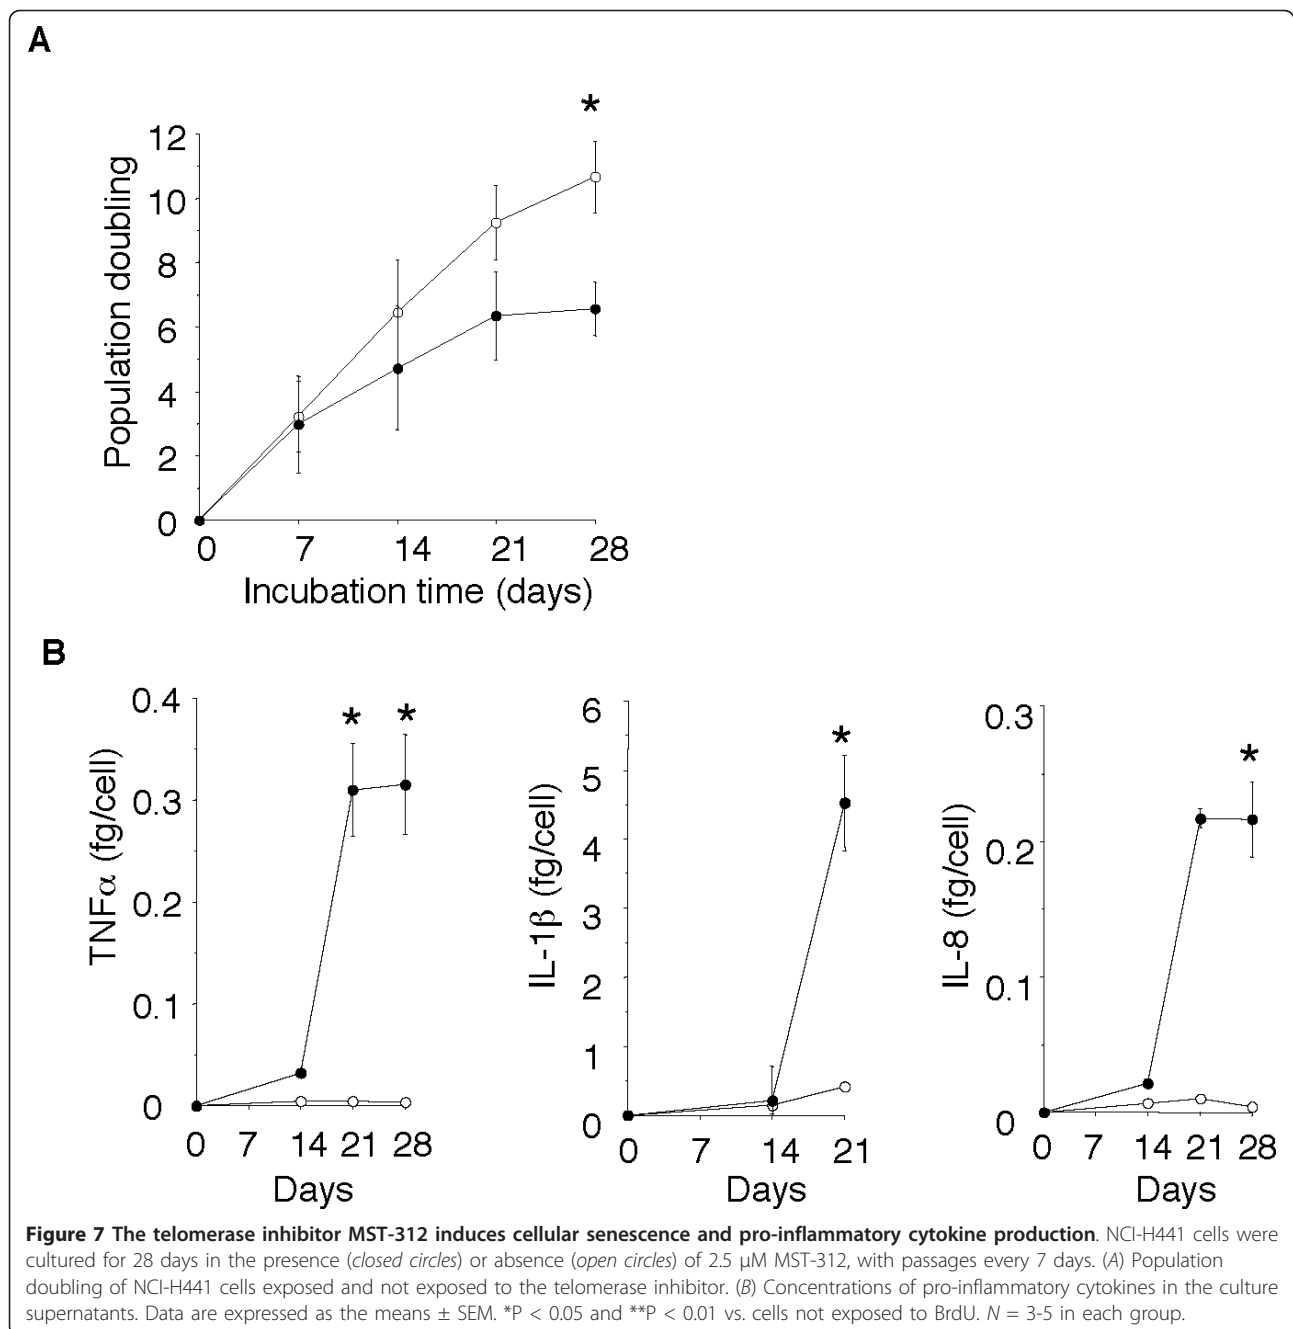 A
*
12
10
8
6
4
2
0
Population doubling
0 7 14 21 28
Incubation time (days)
B
0.4
0.3
0.2
0.1
0
TNFα (fg/cell)
* *
0 7 14 21 28
Days
6
5
4
3
2
1
0
IL-1β (fg/cell)
*
0 7 14 21
Days
0.3
0.2
0.1
0
IL-8 (fg/cell)
*
0 7 14 21 28
Days
Figure 7 The telomerase inhibitor MST-312 induces cellular senescence and pro-inflammatory cytokine production. NCI-H441 cells were
cultured for 28 days in the presence (closed circles) or absence (open circles) of 2.5 μM MST-312, with passages every 7 days. (A) Population
doubling of NCI-H441 cells exposed and not exposed to the telomerase inhibitor. (B) Concentrations of pro-inflammatory cytokines in the culture
supernatants. Data are expressed as the means ± SEM. *P < 0.05 and **P < 0.01 vs. cells not exposed to BrdU. N = 3-5 in each group.